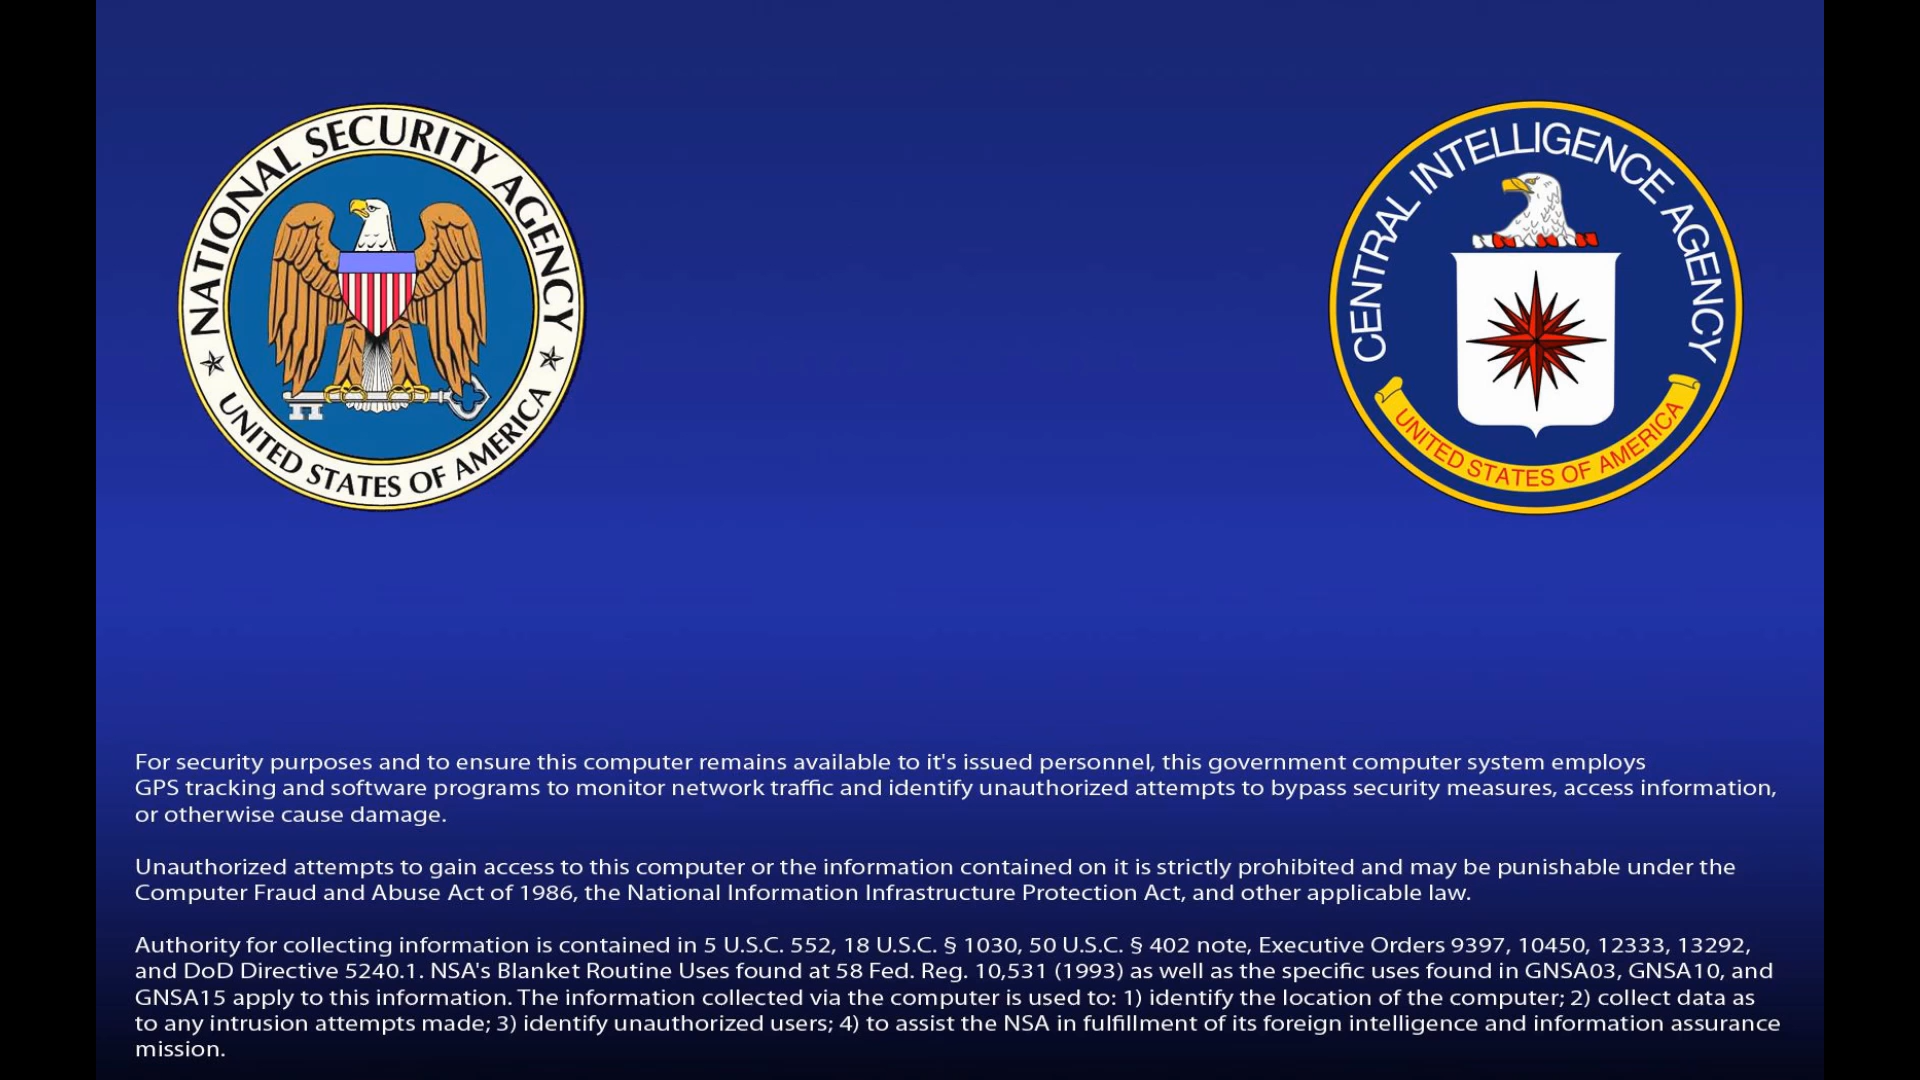 NATIONAL SECURITY AGENCY
UNITED STATES OF AMERICA
CENTRAL INTELLIGENCE AGENCY
UNITED STATES OF AMERICA
For security purposes and to ensure this computer remains available to it's issued personnel, this government computer system employs
GPS tracking and software programs to monitor network traffic and identify unauthorized attempts to bypass security measures, access information,
or otherwise cause damage.
Unauthorized attempts to gain access to this computer or the information contained on it is strictly prohibited and may be punishable under the
Computer Fraud and Abuse Act of 1986, the National Information Infrastructure Protection Act, and other applicable law.
Authority for collecting information is contained in 5 U.S.C. 552, 18 U.S.C. § 1030, 50 U.S.C. § 402 note, Executive Orders 9397, 10450, 12333, 13292,
and DoD Directive 5240.1. NSA's Blanket Routine Uses found at 58 Fed. Reg. 10,531 (1993) as well as the specific uses found in GNSA03, GNSA10, and
GNSA15 apply to this information. The information collected via the computer is used to: 1) identify the location of the computer; 2) collect data as
to any intrusion attempts made; 3) identify unauthorized users; 4) to assist the NSA in fulfillment of its foreign intelligence and information assurance
mission.